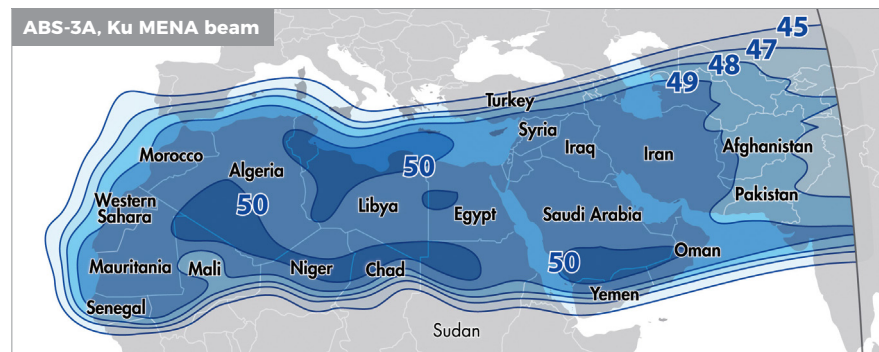 ABS-3A, Ku MENA beam
45
47
48
49
Turkey
Syria
Iraq
Iran
Afghanistan
Morocco
Algeria
50
Pakistan
Western
Sahara
50
Libya
Egypt
Saudi Arabia
Mauritania
Mali
Niger
Chad
50
Oman
Senegal
Yemen
Sudan